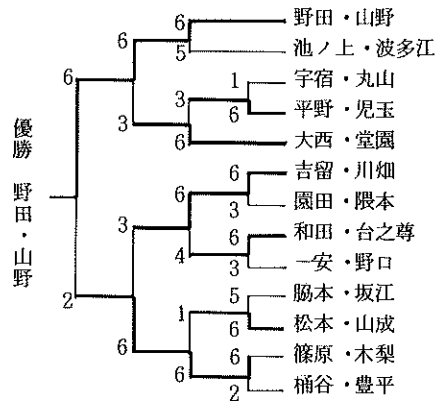 優勝 野田・山野
6 野田・山野
5 池ノ上・波多江
1 宇宿・丸山
6 平野・児玉
大西・堂園
6 吉留・川畑
3 園田・隈本
6 和田・台之尊
3 一安・野口
5 脇本・坂江
6 松本・山成
6 篠原・木梨
2 桶谷・豊平
6
3
3
6
6
4
1
6
3
6
6
2